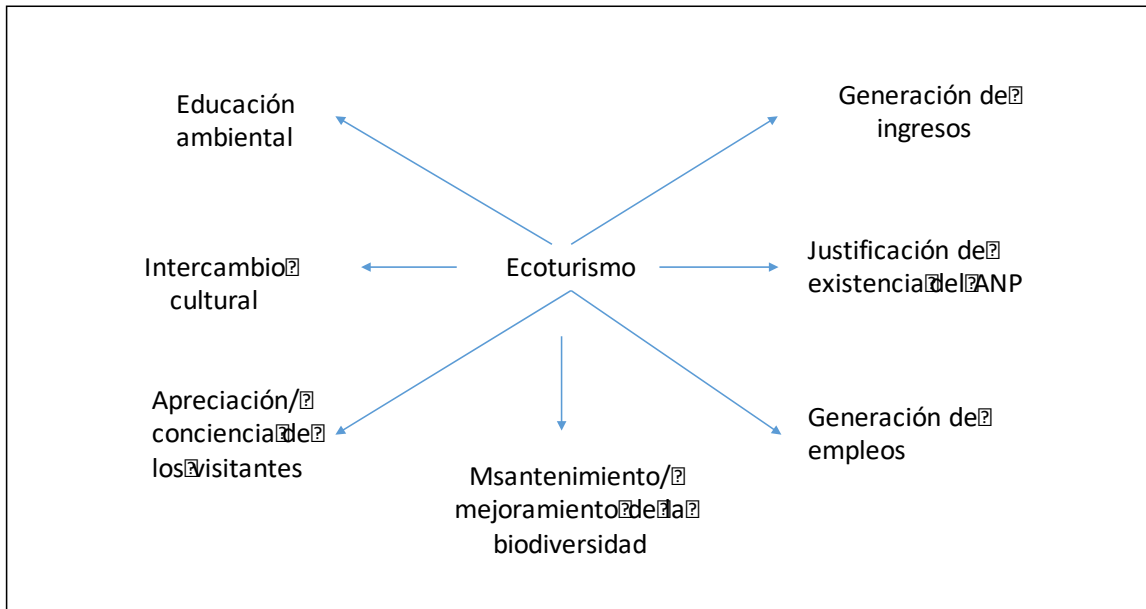 Educación
ambiental
Generación de
ingresos
Intercambio
cultural
Ecoturismo
Justificación de
existencia del ANP
Apreciación/
conciencia de
los visitantes
Msantenimiento/
mejoramiento de la
biodiversidad
Generación de
empleos